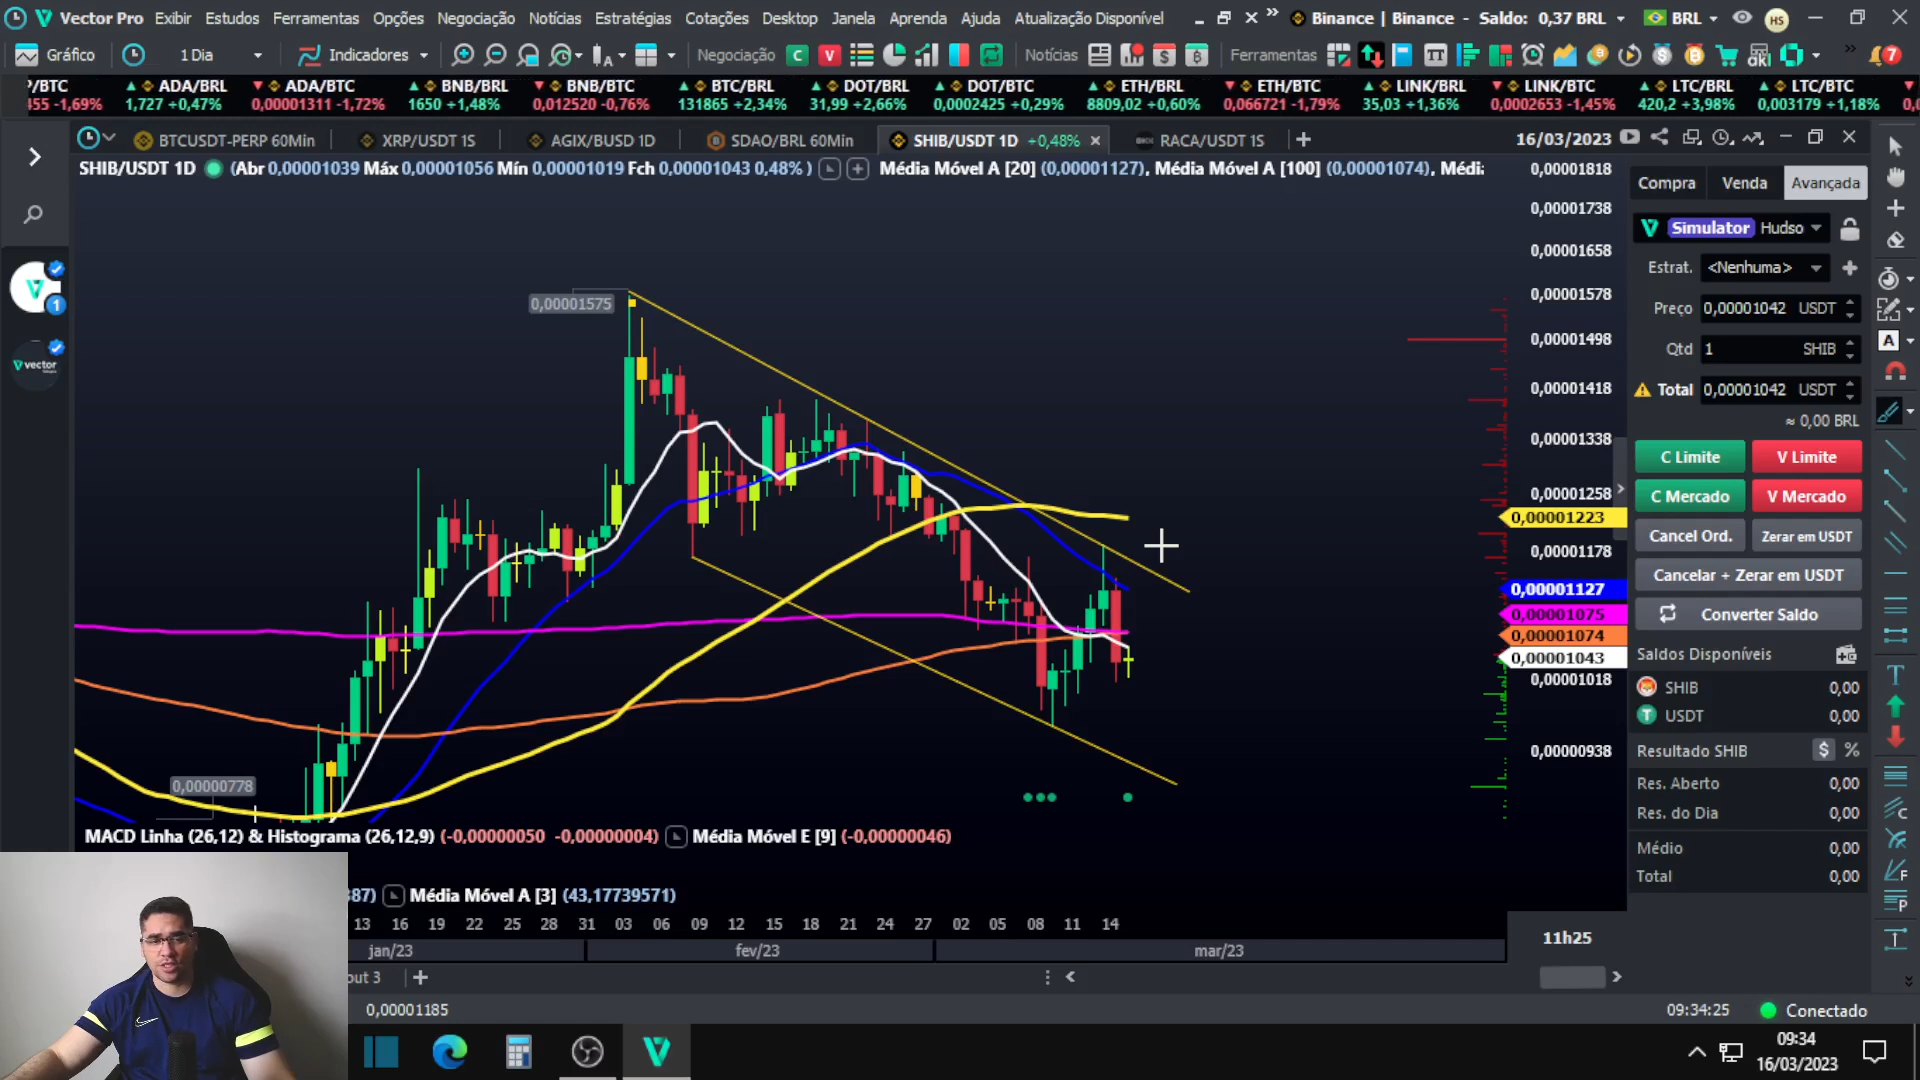 Vector Pro Exibir Estudos Ferramentas Opções Negociação Notícias Estratégias Cotações Desktop Janela Aprenda Ajuda Atualização Disponível Binance | Binance - Saldo: 0,37 BRL BRL HS
Gráfico 1 Dia Indicadores Negociação C V Notícias Ferramentas 7
?/BTC ADA/BRL ADA/BTC BNB/BRL BNB/BTC BTC/BRL DOT/BRL DOT/BTC ETH/BRL ETH/BTC LINK/BRL LINK/BTC LTC/BRL LTC/BTC
455 -1,69% 1,727 +0,47% 0,00001311 -1,72% 1650 +1,48% 0,012520 -0,76% 131865 +2,34% 31,99 +2,66% 0,0002425 +0,29% 8809,02 +0,60% 0,066721 -1,79% 35,03 +1,36% 0,0002653 -1,45% 420,2 +3,98% 0,003179 +1,18%
BTCUSDT-PERP 60Min XRP/USDT 1S AGIX/BUSD 1D SDAO/BRL 60Min SHIB/USDT 1D +0,48% RACA/USDT 1S 16/03/2023
SHIB/USDT 1D (Abr 0,00001039 Máx 0,00001056 Mín 0,00001019 Fch 0,00001043 0,48% ) Média Móvel A [20] (0,00001127), Média Móvel A [100] (0,00001074), Médi
0,00001818
0,00001738
0,00001658
0,00001578
0,00001498
0,00001418
0,00001338
0,00001258
0,00001223
0,00001178
0,00001127
0,00001075
0,00001074
0,00001043
0,00001018
0,00000938
0,00001575
0,00000778
1
vector
MACD Linha (26,12) & Histograma (26,12,9) (-0,00000050 -0,00000004) Média Móvel E [9] (-0,00000046)
387) Média Móvel A [3] (43,17739571)
13 16 19 22 25 28 31 03 06 09 12 15 18 21 24 27 02 05 08 11 14
jan/23 fev/23 mar/23
11h25
out 3
0,00001185
Compra Venda Avançada
Simulator Hudso
Estrat. <Nenhuma>
Preço 0,00001042 USDT
Qtd 1 SHIB
Total 0,00001042 USDT
≈ 0,00 BRL
C Limite V Limite
C Mercado V Mercado
Cancel Ord. Zerar em USDT
Cancelar + Zerar em USDT
Converter Saldo
Saldos Disponíveis
SHIB 0,00
USDT 0,00
Resultado SHIB $ %
Res. Aberto 0,00
Res. do Dia 0,00
Médio 0,00
Total 0,00
09:34:25 Conectado
09:34
16/03/2023